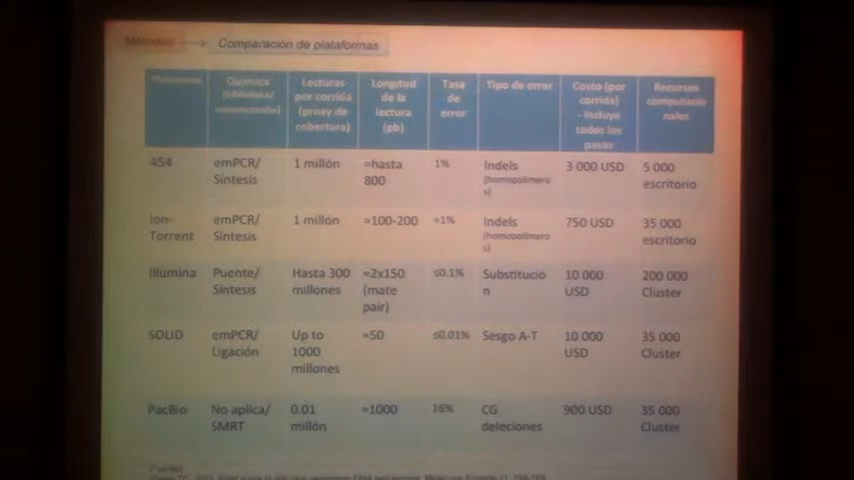 Métodos → Comparación de plataformas
Plataforma Química (biblioteca/ secuenciación) Lecturas por corrida (proxy de cobertura) Longitud de la lectura (pb) Tasa de error Tipo de error Costo (por corrida) - Incluye todos los pasos Recursos computacio nales
454 emPCR/ Síntesis 1 millón ≈hasta 800 1% Indels (homopolímero s) 3 000 USD 5 000 escritorio
Ion- Torrent emPCR/ Síntesis 1 millón ≈100-200 ≈1% Indels (homopolímero s) 750 USD 35 000 escritorio
Illumina Puente/ Síntesis Hasta 300 millones ≈2x150 (mate pair) ≤0.1% Substitució n 10 000 USD 200 000 Cluster
SOLID emPCR/ Ligación Up to 1000 millones ≈50 ≤0.01% Sesgo A-T 10 000 USD 35 000 Cluster
PacBio No aplica/ SMRT 0.01 millón ≈1000 16% CG deleciones 900 USD 35 000 Cluster
Fuentes